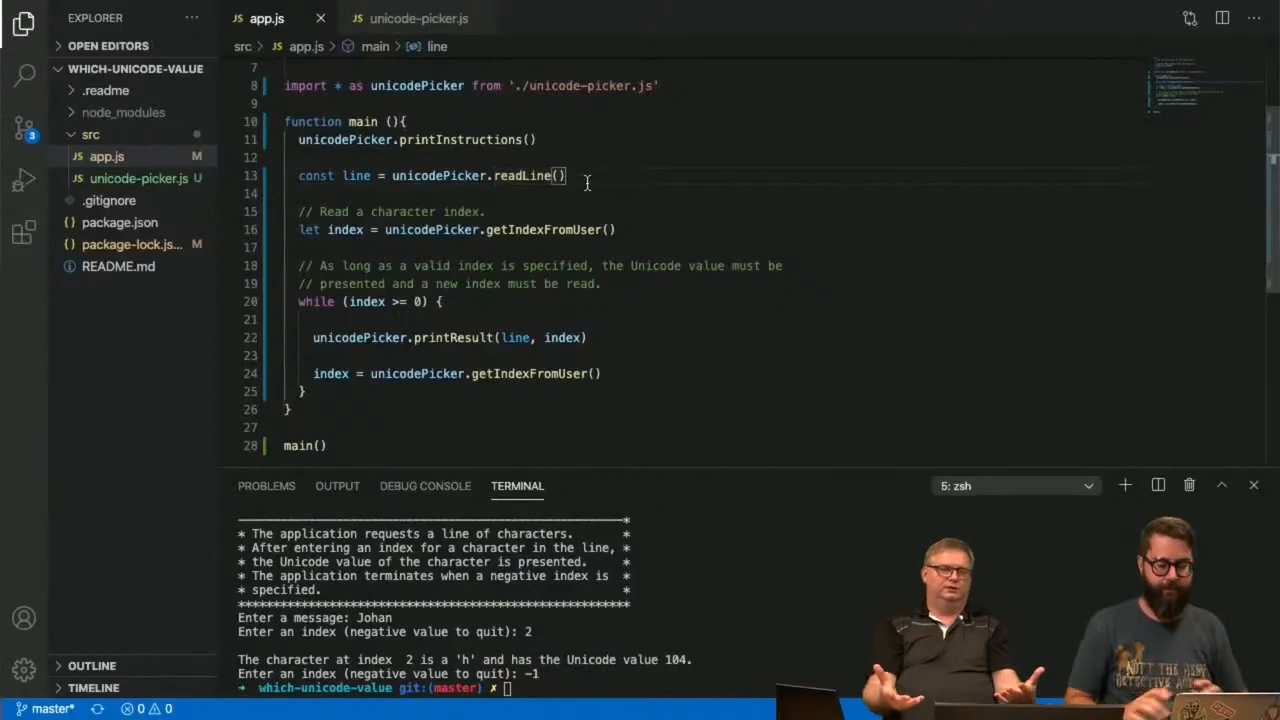 EXPLORER
OPEN EDITORS
WHICH-UNICODE-VALUE
.readme
node_modules
src
JS app.js M
JS unicode-picker.js U
.gitignore
{} package.json
{} package-lock.js... M
README.md
OUTLINE
TIMELINE
3
JS app.js
JS unicode-picker.js
src > JS app.js > main > line
7
8 import * as unicodePicker from './unicode-picker.js'
9
10 function main (){
11 unicodePicker.printInstructions()
12
13 const line = unicodePicker.readLine()
14
15 // Read a character index.
16 let index = unicodePicker.getIndexFromUser()
17
18 // As long as a valid index is specified, the Unicode value must be
19 // presented and a new index must be read.
20 while (index >= 0) {
21
22 unicodePicker.printResult(line, index)
23
24 index = unicodePicker.getIndexFromUser()
25 }
26 }
27
28 main()
PROBLEMS OUTPUT DEBUG CONSOLE TERMINAL
5: zsh
* The application requests a line of characters. *
* After entering an index for a character in the line, *
* the Unicode value of the character is presented. *
* The application terminates when a negative index is *
* specified. *
*******************************************************
Enter a message: Johan
Enter an index (negative value to quit): 2
The character at index 2 is a 'h' and has the Unicode value 104.
Enter an index (negative value to quit): -1
➜ which-unicode-value git:(master) ✗
master* 0 0